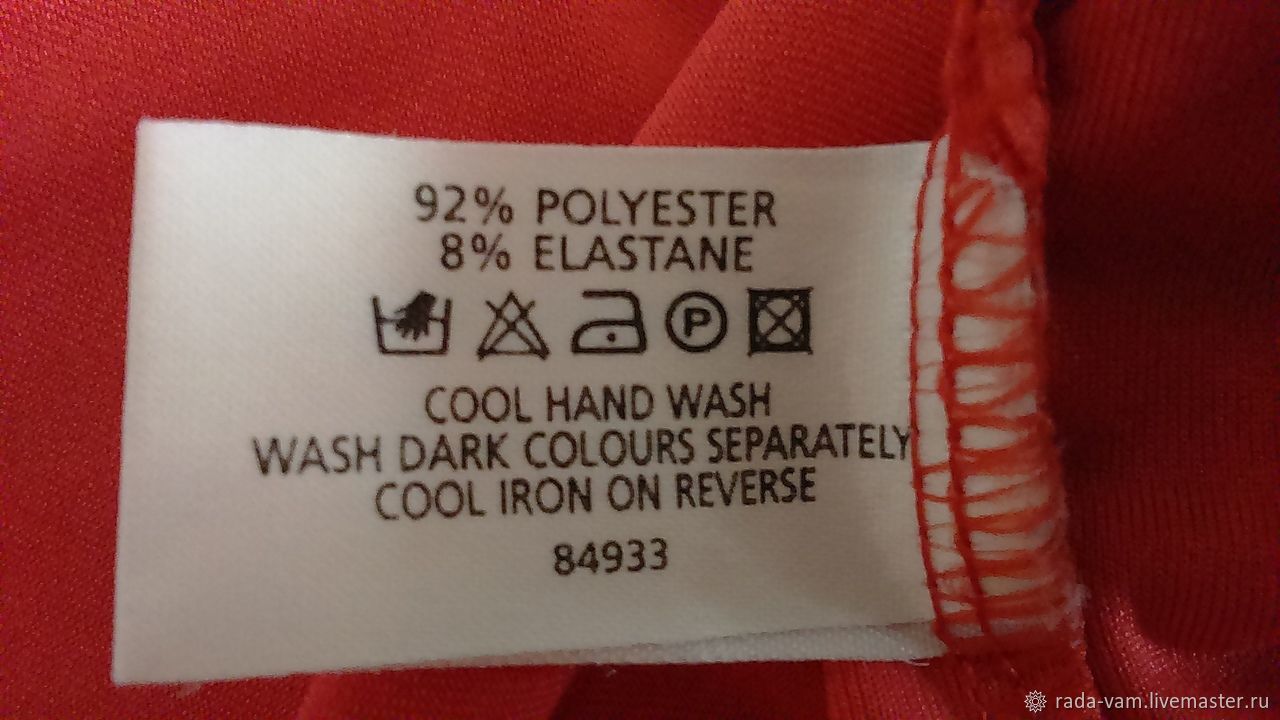 92% POLYESTER
8% ELASTANE
P
COOL HAND WASH
WASH DARK COLOURS SEPARATELY
COOL IRON ON REVERSE
84933
rada-vam.livemaster.ru